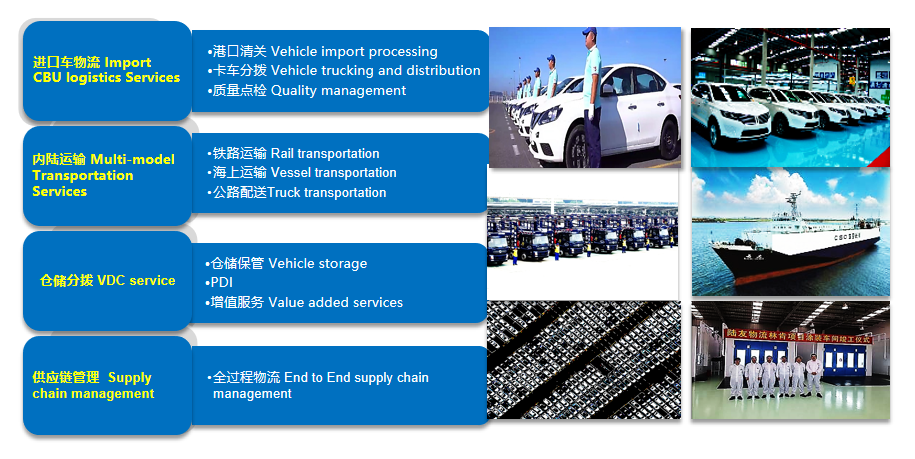 进口车物流 Import
CBU logistics Services
•港口清关 Vehicle import processing
•卡车分拨 Vehicle trucking and distribution
•质量点检 Quality management
内陆运输 Multi-model
Transportation
Services
•铁路运输 Rail transportation
•海上运输 Vessel transportation
•公路配送Truck transportation
仓储分拨 VDC service
•仓储保管 Vehicle storage
•PDI
•增值服务 Value added services
供应链管理 Supply
chain management
•全过程物流 End to End supply chain
management
陆友物流林肯项目涂装车间竣工仪式